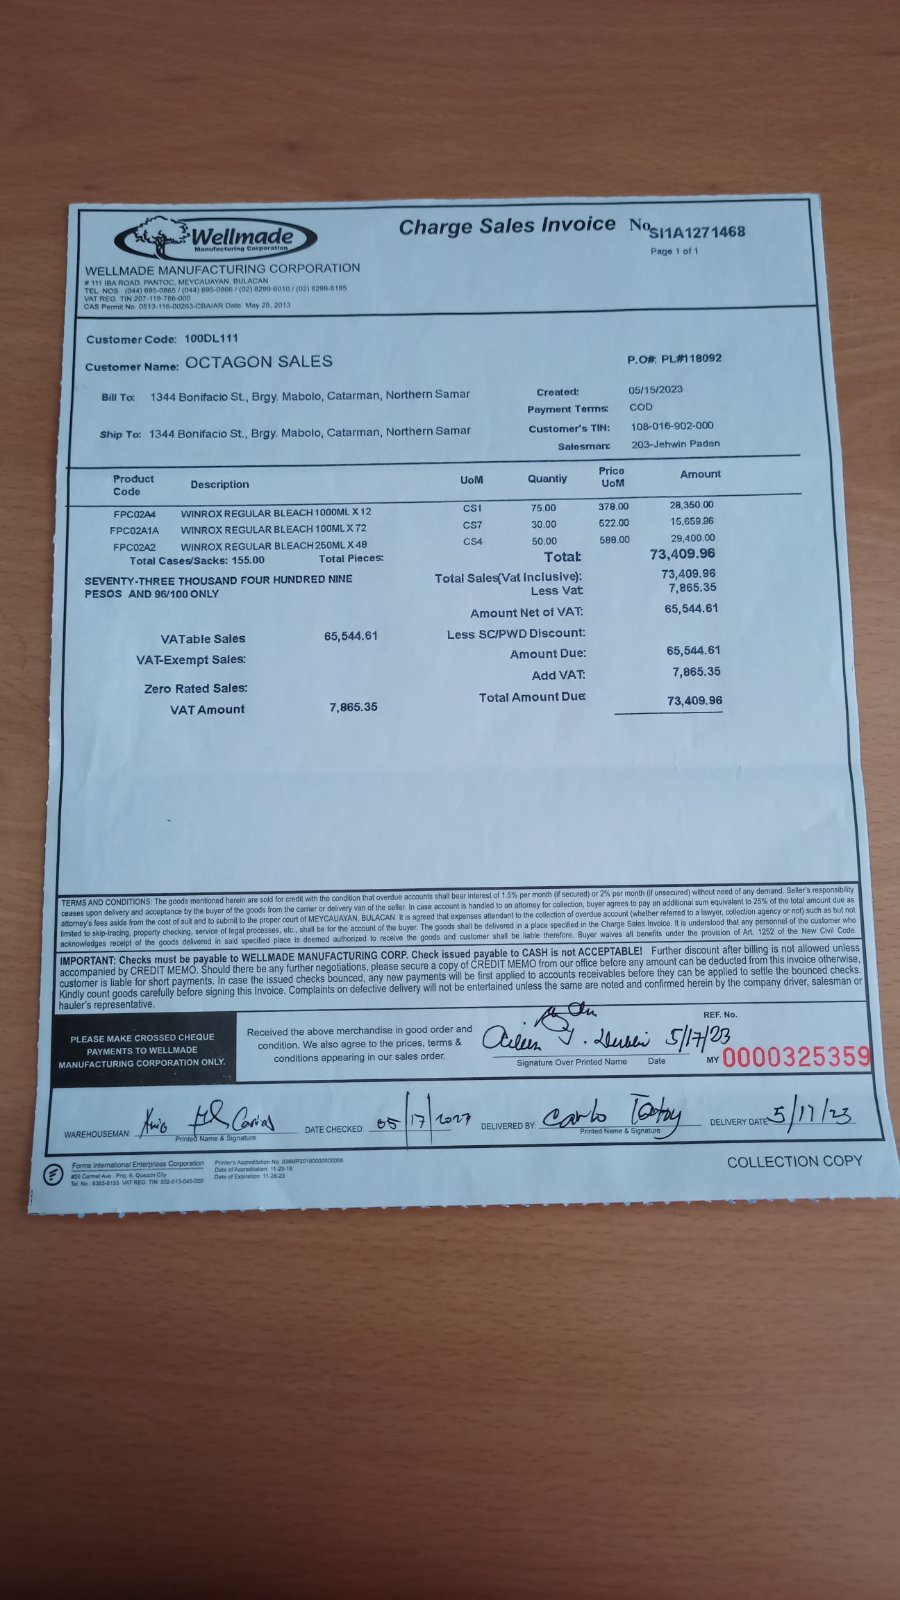 Wellmade
Manufacturing Corporation
Charge Sales Invoice No. SI1A1271468
Page 1 of 1
WELLMADE MANUFACTURING CORPORATION
# 111 IBA ROAD, PANTOC, MEYCAUAYAN, BULACAN
TEL. NOS. (044) 695-0865 / (044) 695-0866 / (02) 8299-6010 / (02) 8299-8188
VAT REG. TIN 207-119-786-000
CAS Permit No. 0513-116-00263-CBA/AR Date: May 28, 2013
Customer Code: 100DL111
Customer Name: OCTAGON SALES
P.O#: PL#118092
Bill To: 1344 Bonifacio St., Brgy. Mabolo, Catarman, Northern Samar
Created: 05/15/2023
Payment Terms: COD
Ship To: 1344 Bonifacio St., Brgy. Mabolo, Catarman, Northern Samar
Customer's TIN: 108-016-902-000
Salesman: 203-Jehwin Paden
Product Code Description UoM Quantiy Price UoM Amount
FPC02A4 WINROX REGULAR BLEACH 1000ML X 12 CS1 75.00 378.00 28,350.00
FPC02A1A WINROX REGULAR BLEACH 100ML X 72 CS7 30.00 522.00 15,659.96
FPC02A2 WINROX REGULAR BLEACH 250ML X 48 CS4 50.00 588.00 29,400.00
Total Cases/Sacks: 155.00 Total Pieces: Total: 73,409.96
SEVENTY-THREE THOUSAND FOUR HUNDRED NINE
PESOS AND 96/100 ONLY
Total Sales(Vat Inclusive): 73,409.96
Less Vat: 7,865.35
Amount Net of VAT: 65,544.61
VATable Sales 65,544.61
Less SC/PWD Discount:
VAT-Exempt Sales:
Amount Due: 65,544.61
Zero Rated Sales:
Add VAT: 7,865.35
VAT Amount 7,865.35
Total Amount Due: 73,409.96
TERMS AND CONDITIONS: The goods mentioned herein are sold for credit with the condition that overdue accounts shall bear interest of 1.5% per month (if secured) or 2% per month (if unsecured) without need of any demand. Seller's responsibility
ceases upon delivery and acceptance by the buyer of the goods from the carrier or delivery van of the seller. In case account is handled to an attorney for collection, buyer agrees to pay an additional sum equivalent to 25% of the total amount due as
attorney's fees aside from the cost of suit and to submit to the proper court of MEYCAUAYAN, BULACAN. It is agreed that expenses attendant to the collection of overdue account (whether referred to a lawyer, collection agency or not) such as but not
limited to skip-tracing, property checking, service of legal processes, etc., shall be for the account of the buyer. The goods shall be delivered in a place specified in the Charge Sales Invoice. It is understood that any personnel of the customer who
acknowledges receipt of the goods delivered in said specified place is deemed authorized to receive the goods and customer shall be liable therefore. Buyer waives all benefits under the provision of Art. 1252 of the New Civil Code.
IMPORTANT: Checks must be payable to WELLMADE MANUFACTURING CORP. Check issued payable to CASH is not ACCEPTABLE! Further discount after billing is not allowed unless
accompanied by CREDIT MEMO. Should there be any further negotiations, please secure a copy of CREDIT MEMO from our office before any amount can be deducted from this invoice otherwise,
customer is liable for short payments. In case the issued checks bounced, any new payments will be first applied to accounts receivables before they can be applied to settle the bounced checks.
Kindly count goods carefully before signing this Invoice. Complaints on defective delivery will not be entertained unless the same are noted and confirmed herein by the company driver, salesman or
hauler's representative.
PLEASE MAKE CROSSED CHEQUE
PAYMENTS TO WELLMADE
MANUFACTURING CORPORATION ONLY.
Received the above merchandise in good order and
condition. We also agree to the prices, terms &
conditions appearing in our sales order.
5/17/23
Signature Over Printed Name Date
REF. No.
MY 0000325359
WAREHOUSEMAN:
Printed Name & Signature
DATE CHECKED: 05/17/2023
DELIVERED BY: Carlo
Printed Name & Signature
DELIVERY DATE 5/17/23
Forms International Enterprises Corporation
Printer's Accreditation No.
Date of Accreditation: 11-29-18
Date of Expiration: 11-28-23
COLLECTION COPY